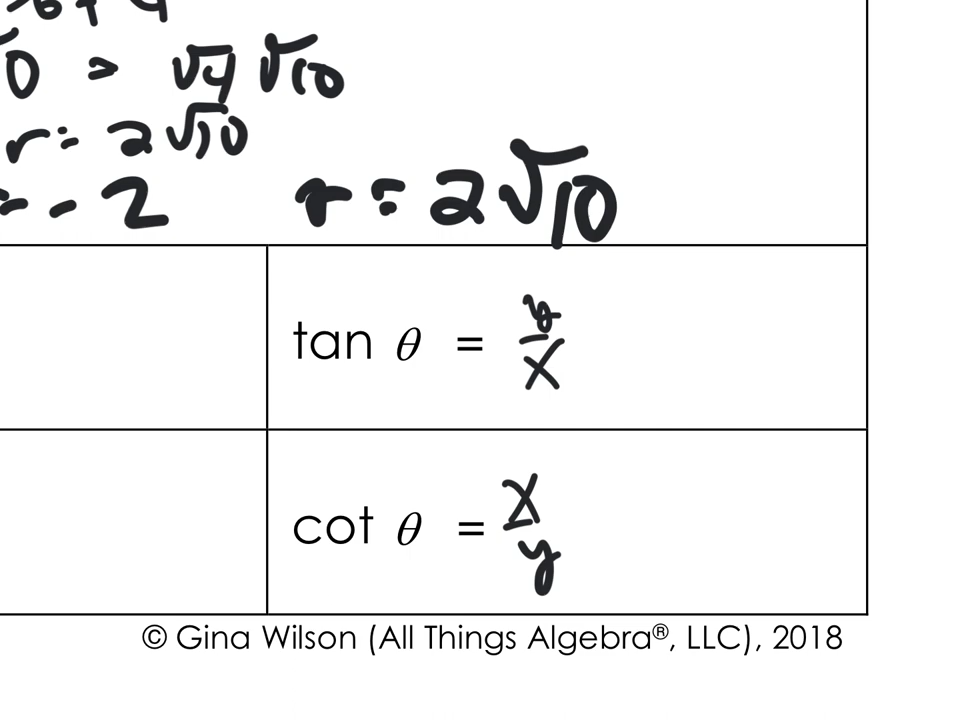 0 = √4 √10
r = 2√10
= -2 r = 2√10
tan θ = y/x
cot θ = x/y
© Gina Wilson (All Things Algebra®, LLC), 2018